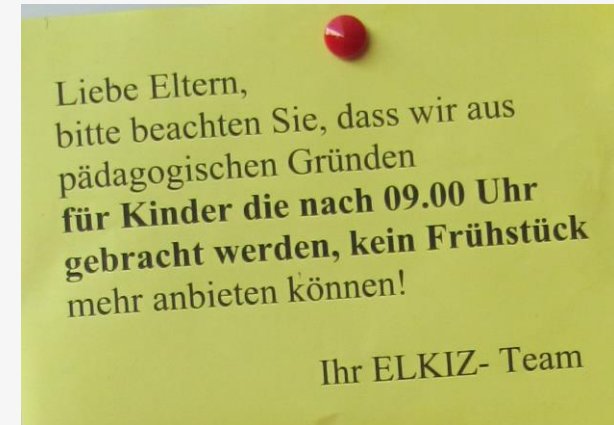 Liebe Eltern,
bitte beachten Sie, dass wir aus
pädagogischen Gründen
für Kinder die nach 09.00 Uhr
gebracht werden, kein Frühstück
mehr anbieten können!
Ihr ELKIZ- Team